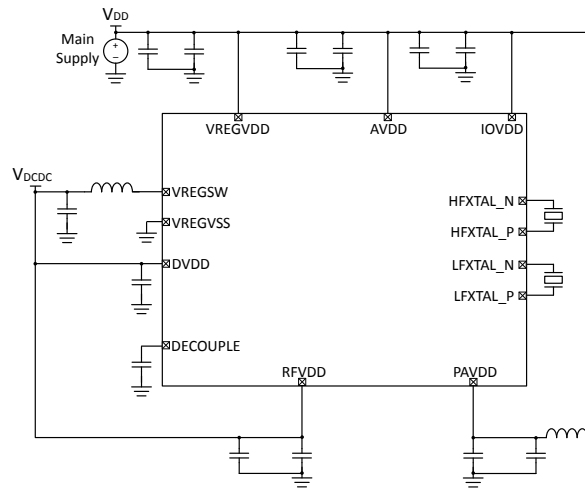 VDD
Main
Supply
+
−
VREGVDD
AVDD
IOVDD
VDCDC
VREGSW
VREGVSS
DVDD
DECOUPLE
HFXTAL_N
HFXTAL_P
LFXTAL_N
LFXTAL_P
RFVDD
PAVDD